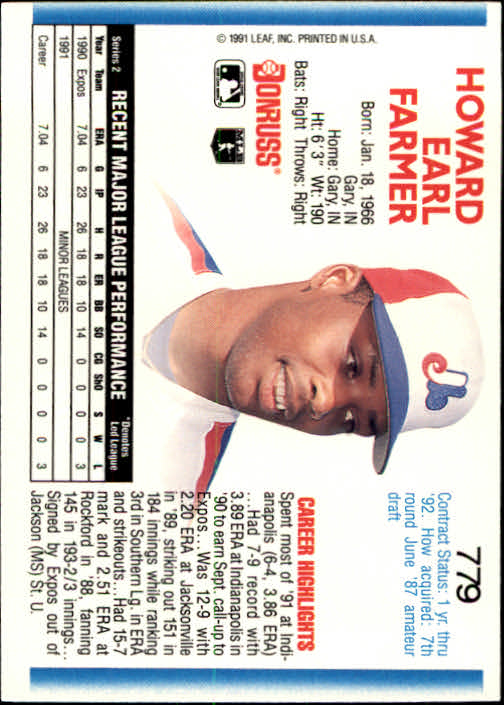 779
HOWARD
EARL
FARMER
Born: Jan. 18, 1966
Gary, IN
Home: Gary, IN
Ht: 6' 3" Wt: 190
Bats: Right Throws: Right
DONRUSS®
MLB
© 1991 LEAF, INC. PRINTED IN U.S.A.
Contract Status: 1 yr. thru
'92. How acquired: 7th
round June '87 amateur
draft
CAREER HIGHLIGHTS
Spent most of '91 at Indi-
anapolis (6-4, 3.86 ERA)
...Had 7-9 record with
3.89 ERA at Indianapolis in
'90 to earn Sept. call-up to
Expos...Was 12-9 with
2.20 ERA at Jacksonville
in '89, striking out 151 in
184 innings while ranking
3rd in Southern Lg. in ERA
and strikeouts...Had 15-7
mark and 2.51 ERA at
Rockford in '88, fanning
145 in 193-2/3 innings...
Signed by Expos out of
Jackson (MS) St. U.
Series 2 RECENT MAJOR LEAGUE PERFORMANCE *Denotes
Led League
Year Team ERA G IP H R ER BB SO CG ShO S W L
1990 Expos 7.04 6 23 26 18 18 10 14 0 0 0 0 3
1991 MINOR LEAGUES
Career 7.04 6 23 26 18 18 10 14 0 0 0 0 3